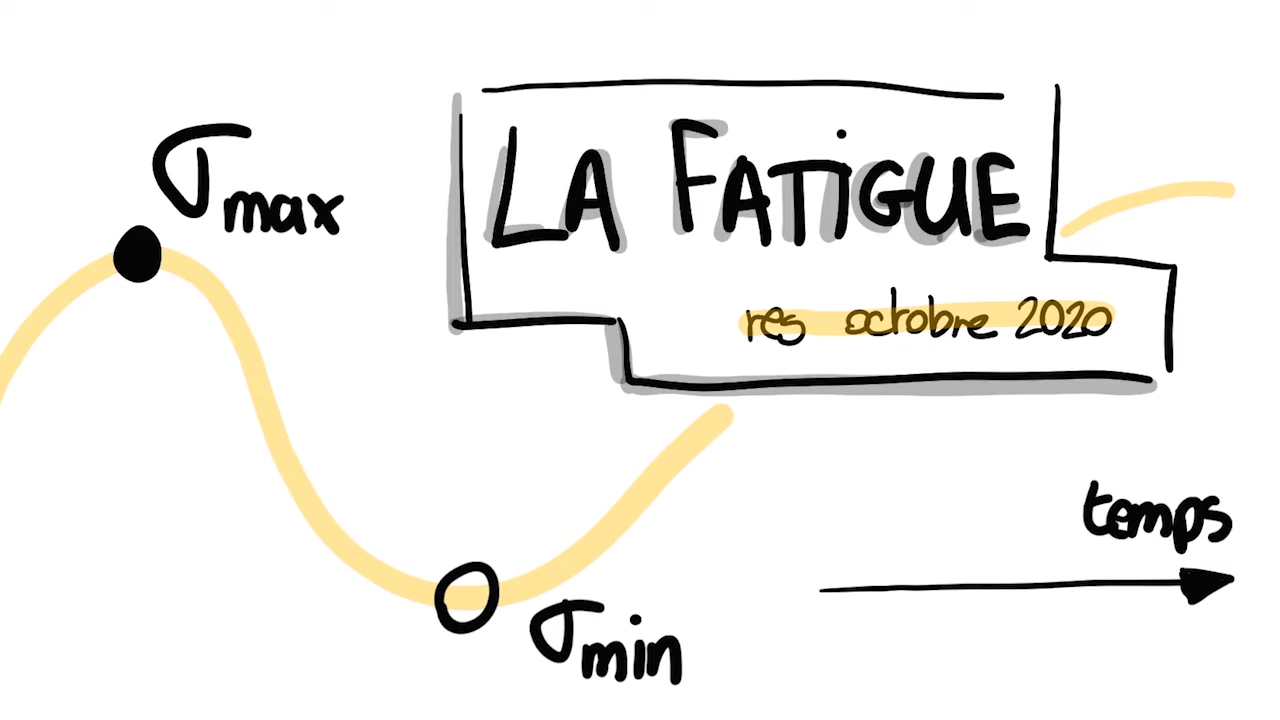 σmax
LA FATIGUE
res octobre 2020
temps
σmin